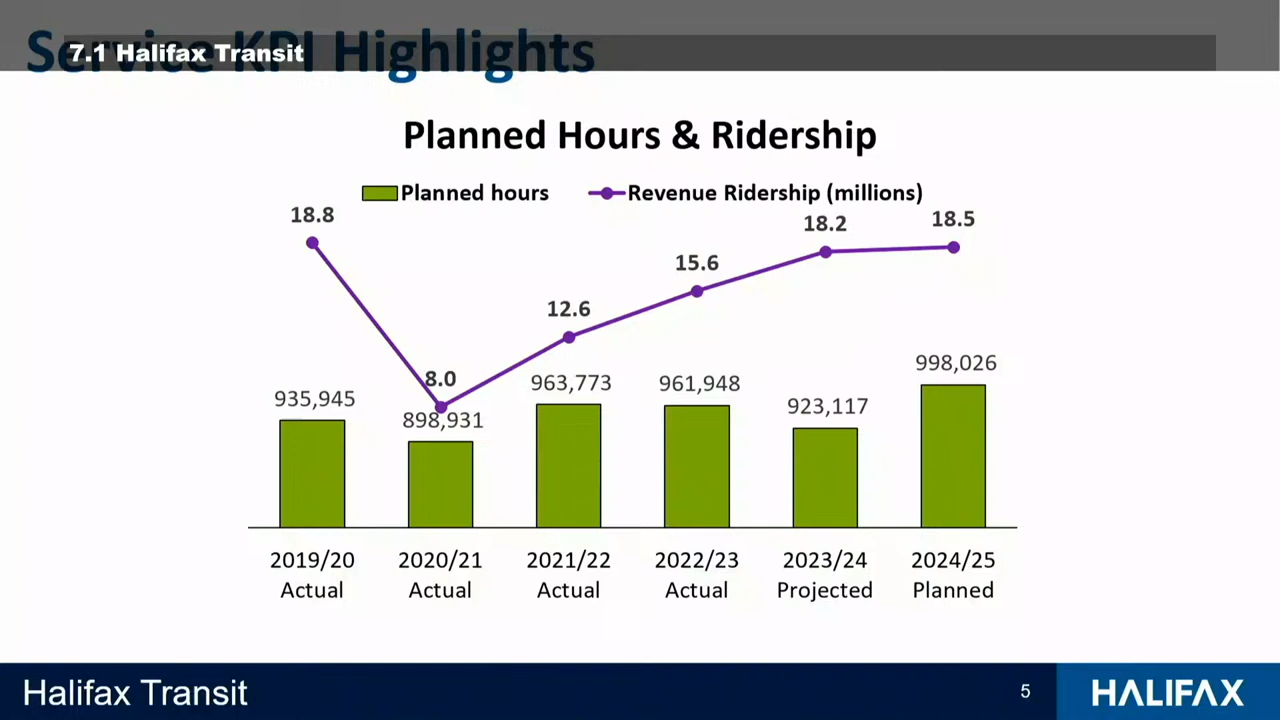 Service KPI Highlights
7.1 Halifax Transit
Planned Hours & Ridership
Planned hours
Revenue Ridership (millions)
18.8
8.0
12.6
15.6
18.2
18.5
935,945
898,931
963,773
961,948
923,117
998,026
2019/20 2020/21 2021/22 2022/23 2023/24 2024/25
Actual Actual Actual Actual Projected Planned
Halifax Transit
5
HALIFAX